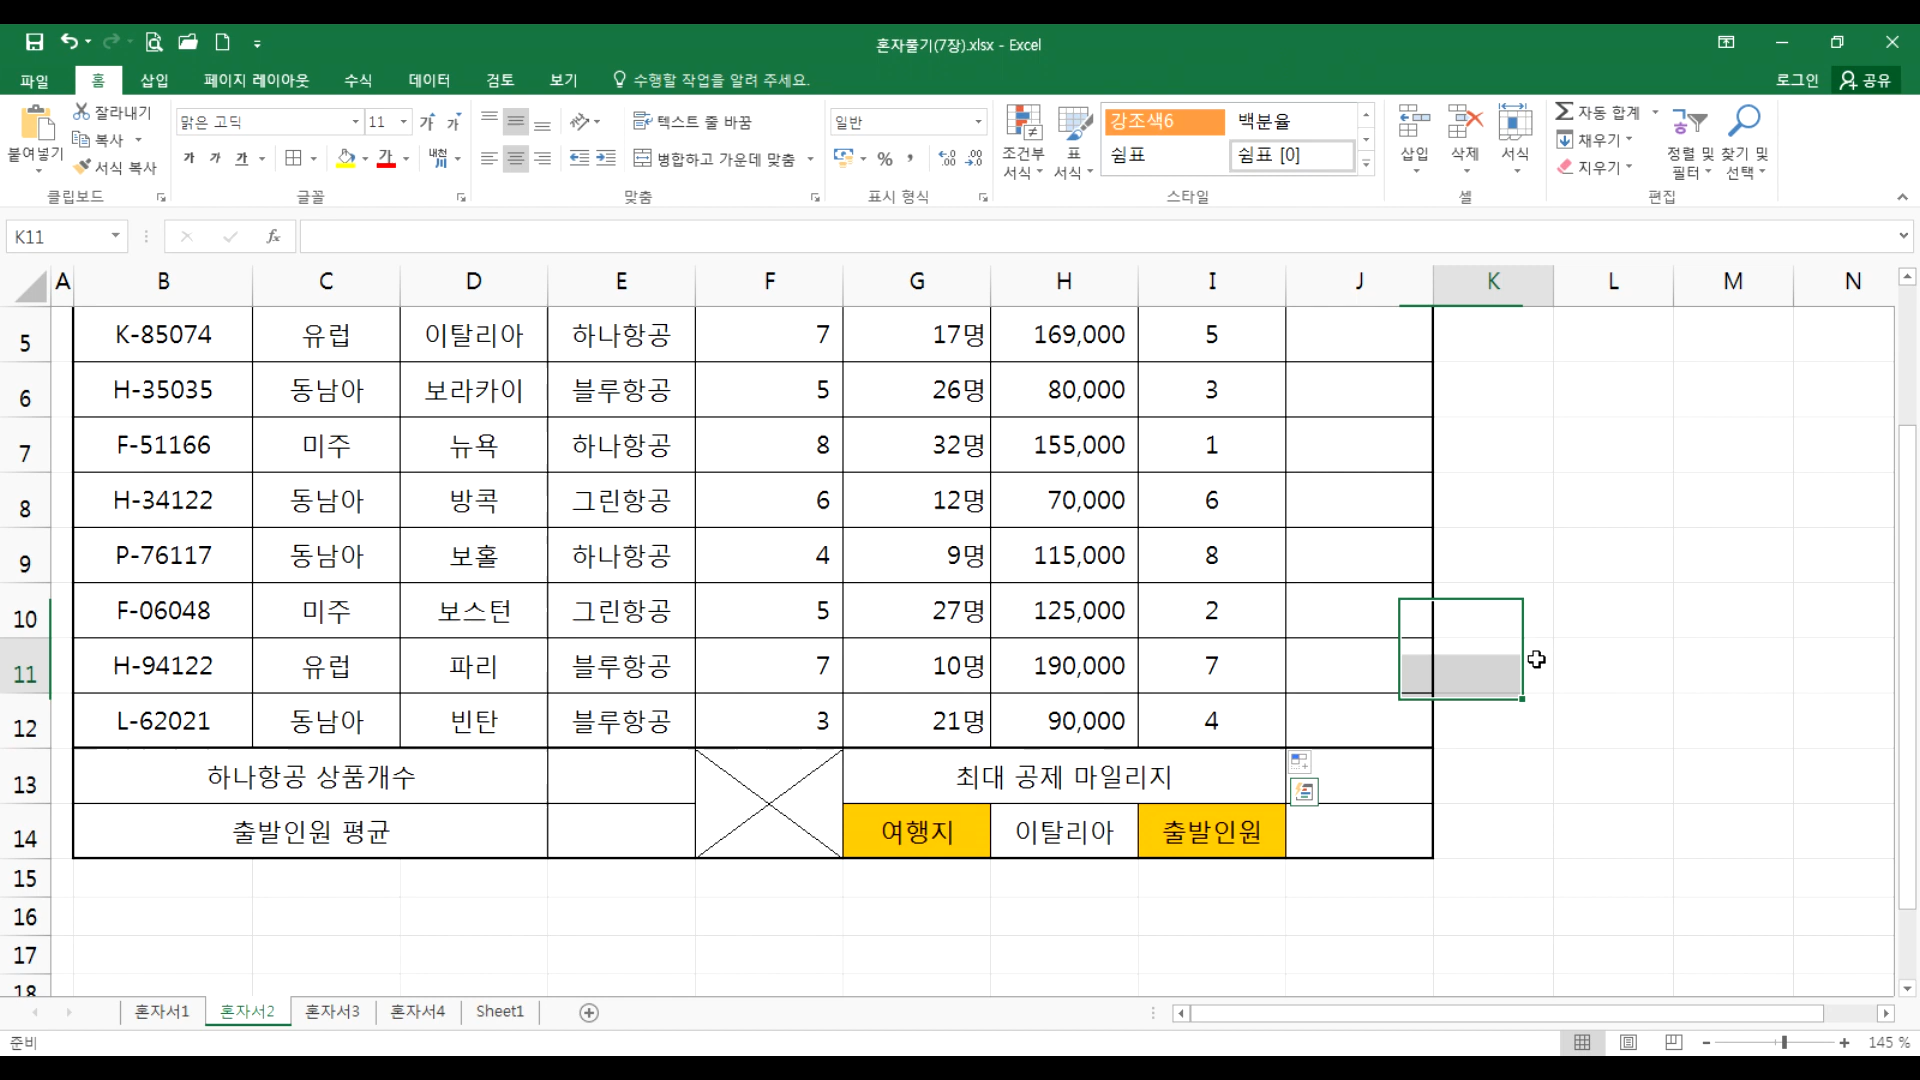 혼자풀기(7장).xlsx - Excel
파일 홈 삽입 페이지 레이아웃 수식 데이터 검토 보기 수행할 작업을 알려 주세요. 로그인 공유
붙여넣기 잘라내기 복사 서식 복사 클립보드
맑은 고딕 11 가 가 가 가 가 가 내천 川 글꼴
텍스트 줄 바꿈 병합하고 가운데 맞춤 맞춤
일반 % , 표시 형식
조건부 서식 표 서식 강조색6 백분율 쉼표 쉼표 [0] 스타일
삽입 삭제 서식 셀
자동 합계 채우기 지우기 정렬 및 필터 찾기 및 선택 편집
K11 fx
A B C D E F G H I J K L M N
5 K-85074 유럽 이탈리아 하나항공 7 17명 169,000 5
6 H-35035 동남아 보라카이 블루항공 5 26명 80,000 3
7 F-51166 미주 뉴욕 하나항공 8 32명 155,000 1
8 H-34122 동남아 방콕 그린항공 6 12명 70,000 6
9 P-76117 동남아 보홀 하나항공 4 9명 115,000 8
10 F-06048 미주 보스턴 그린항공 5 27명 125,000 2
11 H-94122 유럽 파리 블루항공 7 10명 190,000 7
12 L-62021 동남아 빈탄 블루항공 3 21명 90,000 4
13 하나항공 상품개수 최대 공제 마일리지
14 출발인원 평균 여행지 이탈리아 출발인원
15
16
17
18
혼자서1 혼자서2 혼자서3 혼자서4 Sheet1
준비 145 %